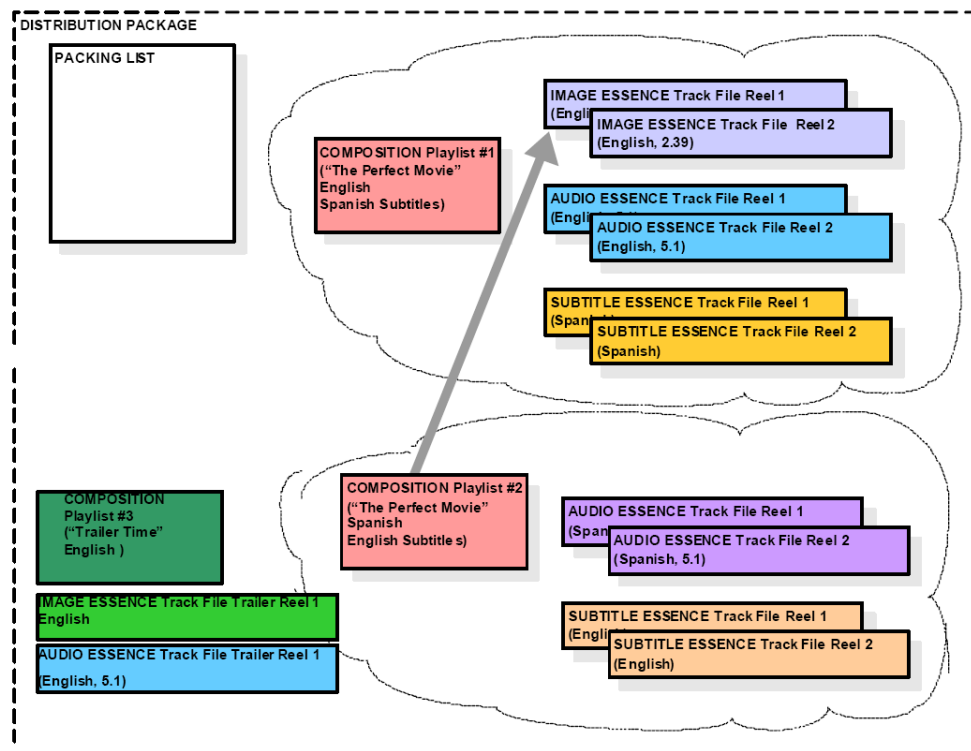 DISTRIBUTION PACKAGE
PACKING LIST
IMAGE ESSENCE Track File Reel 1
(Engli
IMAGE ESSENCE Track File Reel 2
(English, 2.39)
COMPOSITION Playlist #1
(“The Perfect Movie”
English
Spanish Subtitles)
AUDIO ESSENCE Track File Reel 1
(Engli
AUDIO ESSENCE Track File Reel 2
(English, 5.1)
SUBTITLE ESSENCE Track File Reel 1
(Spani
SUBTITLE ESSENCE Track File Reel 2
(Spanish)
COMPOSITION Playlist #2
(“The Perfect Movie”
Spanish
English Subtitles)
AUDIO ESSENCE Track File Reel 1
(Span
AUDIO ESSENCE Track File Reel 2
(Spanish, 5.1)
SUBTITLE ESSENCE Track File Reel 1
(Engli
SUBTITLE ESSENCE Track File Reel 2
(English)
COMPOSITION
Playlist #3
(“Trailer Time”
English )
IMAGE ESSENCE Track File Trailer Reel 1
English
AUDIO ESSENCE Track File Trailer Reel 1
(English, 5.1)